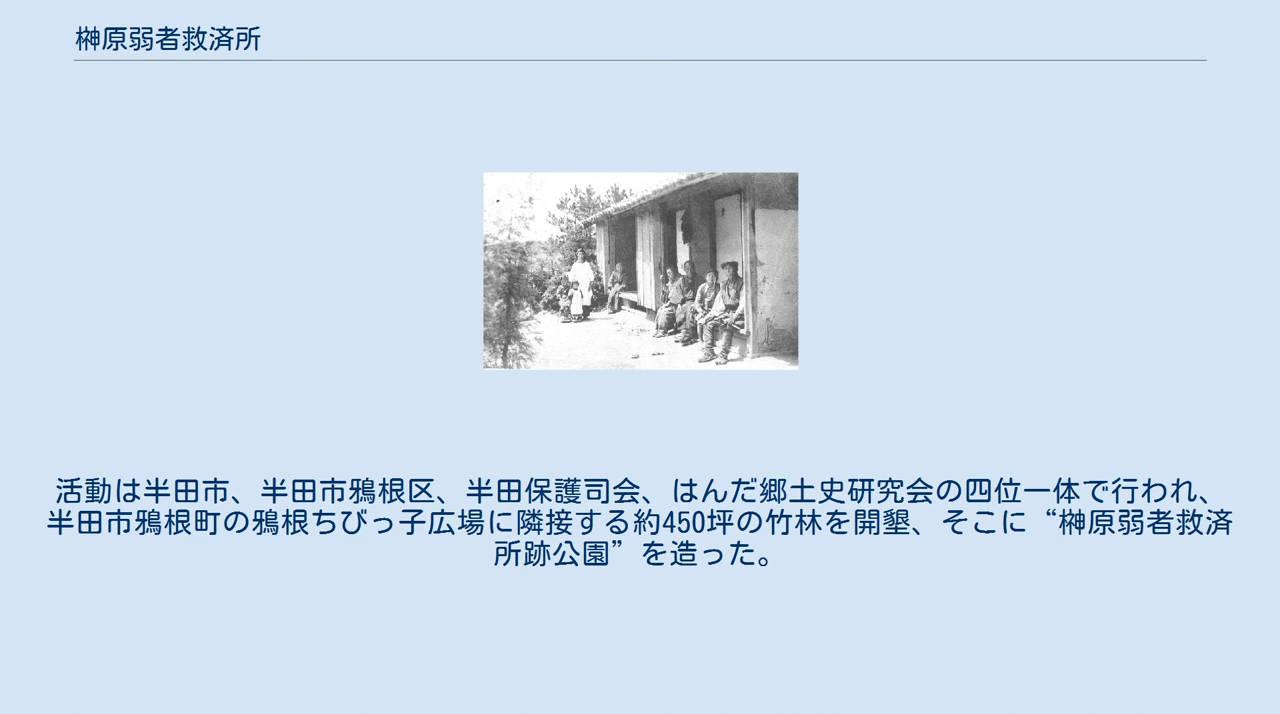 榊原弱者救済所
活動は半田市、半田市鴉根区、半田保護司会、はんだ郷土史研究会の四位一体で行われ、
半田市鴉根町の鴉根ちびっ子広場に隣接する約450坪の竹林を開墾、そこに“榊原弱者救済
所跡公園”を造った。